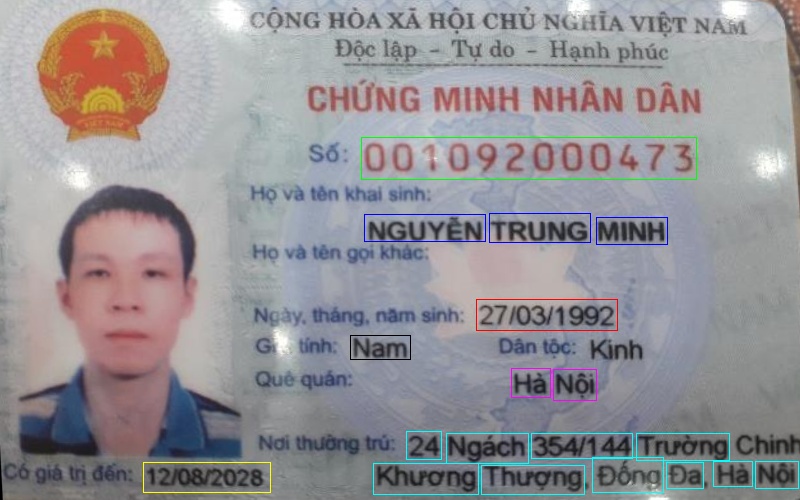 CỘNG HÒA XÃ HỘI CHỦ NGHĨA VIỆT NAM
Độc lập - Tự do - Hạnh phúc
CHỨNG MINH NHÂN DÂN
Số: 001092000473
Họ và tên khai sinh:
NGUYỄN TRUNG MINH
Họ và tên gọi khác:
Ngày, tháng, năm sinh: 27/03/1992
Giới tính: Nam Dân tộc: Kinh
Quê quán: Hà Nội
Nơi thường trú: 24 Ngách 354/144 Trường Chinh
Khương Thượng, Đống Đa, Hà Nội
Có giá trị đến: 12/08/2028